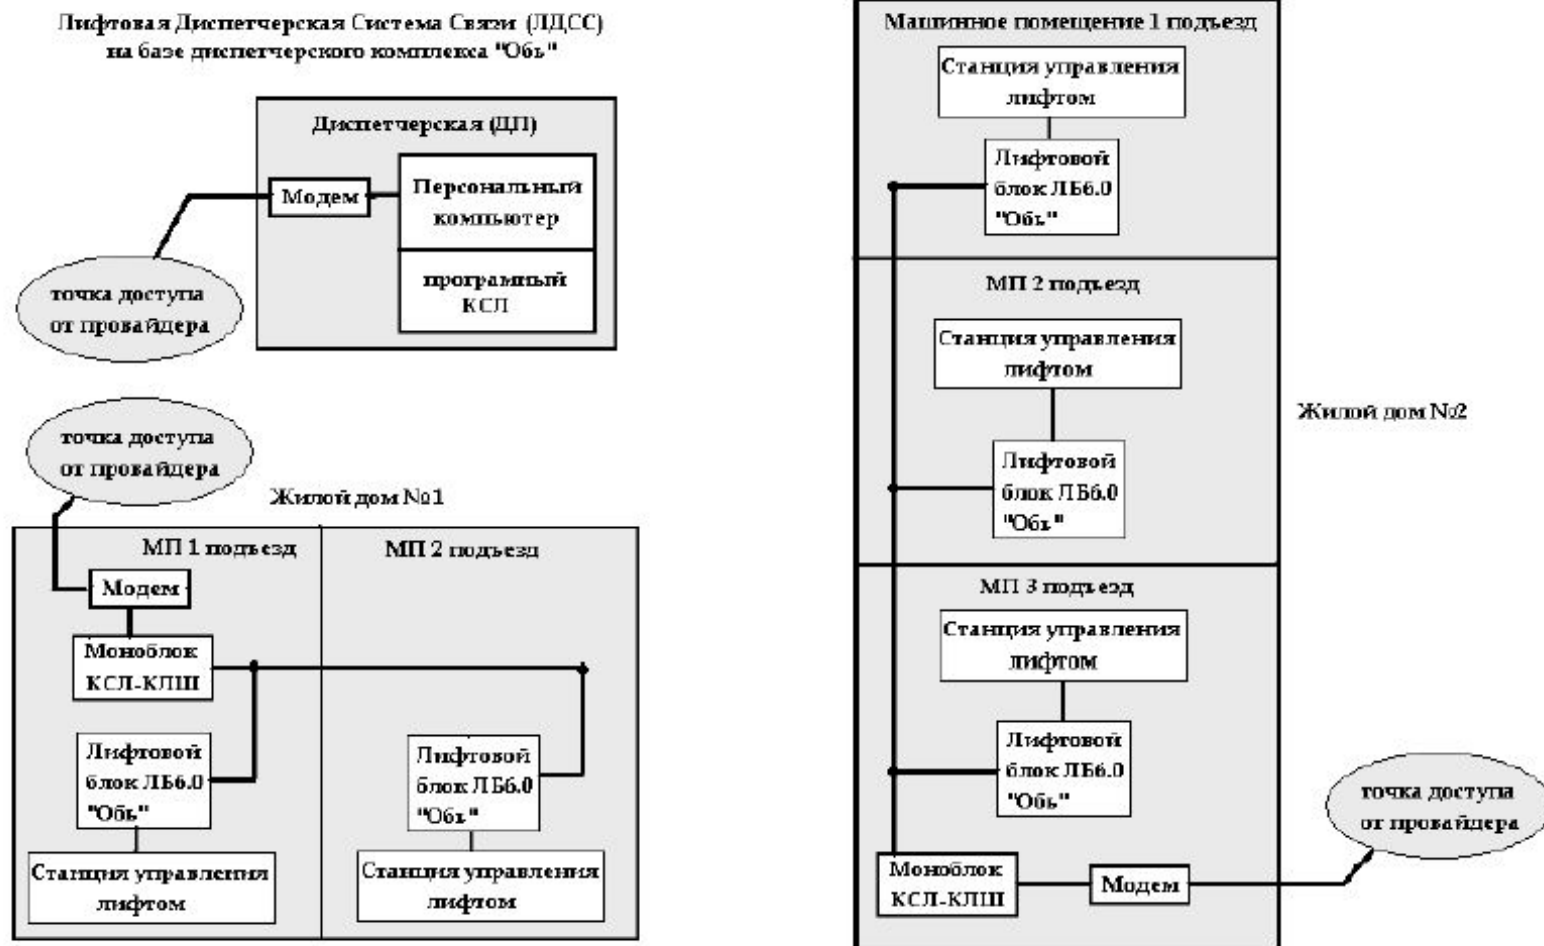 Лифтовая Диспетчерская Система Связи (ЛДСС)
на базе диспетчерского комплекса "Обь"
Диспетчерская (ДП)
Модем
Персональный
компьютер
програмный
КСЛ
точка доступа
от провайдера
точка доступа
от провайдера
Жилой дом №1
МП 1 подъезд
МП 2 подъезд
Модем
Моноблок
КСЛ-КЛШ
Лифтовой
блок ЛБ6.0
"Обь"
Лифтовой
блок ЛБ6.0
"Обь"
Станция управления
лифтом
Станция управления
лифтом
Машинное помещение 1 подъезд
Станция управления
лифтом
Лифтовой
блок ЛБ6.0
"Обь"
МП 2 подъезд
Станция управления
лифтом
Лифтовой
блок ЛБ6.0
"Обь"
Жилой дом №2
МП 3 подъезд
Станция управления
лифтом
Лифтовой
блок ЛБ6.0
"Обь"
Моноблок
КСЛ-КЛШ
Модем
точка доступа
от провайдера